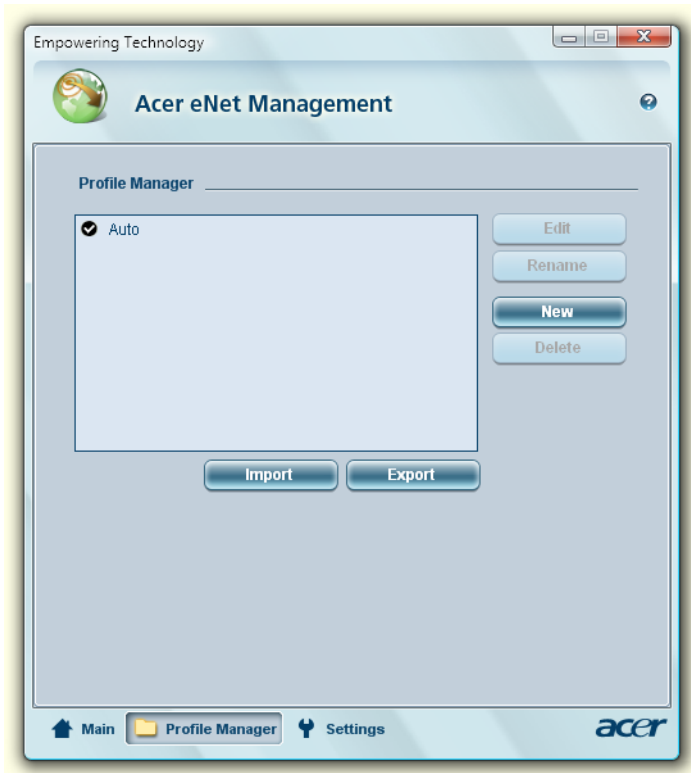 Empowering Technology
Acer eNet Management
Profile Manager
Auto
Edit
Rename
New
Delete
Import Export
Main Profile Manager Settings acer